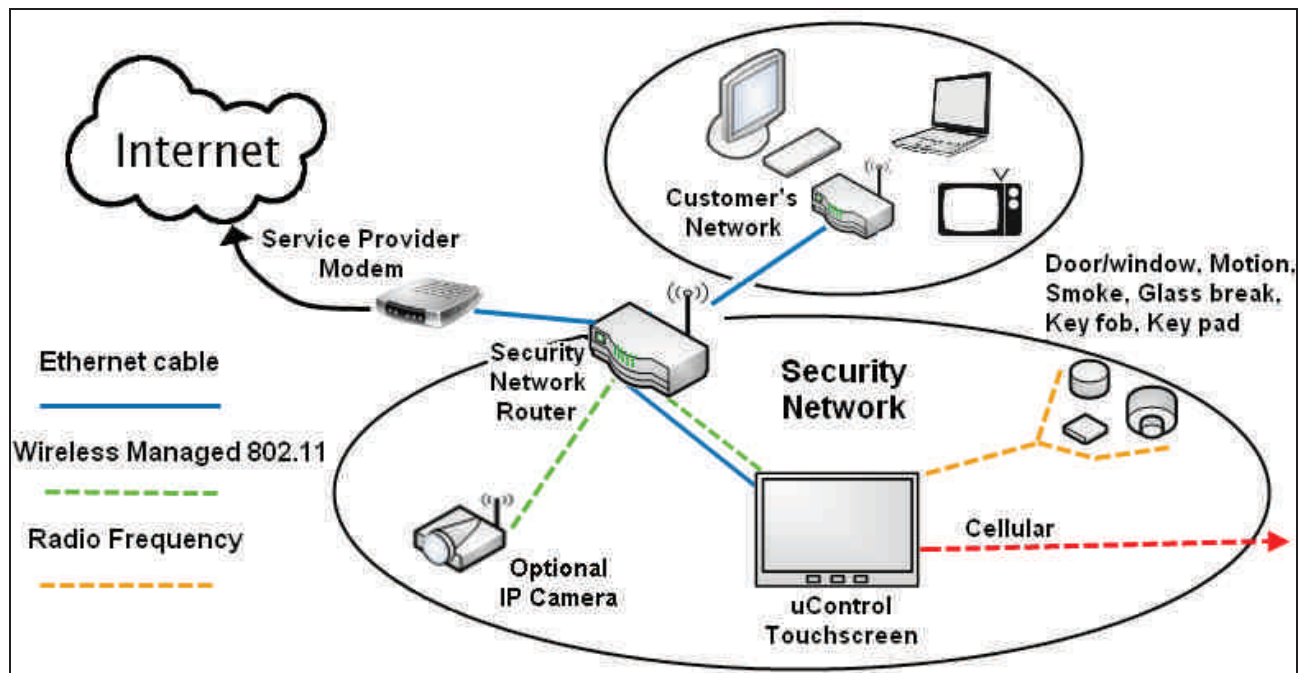 Internet
Service Provider
Modem
Customer's
Network
Door/window, Motion,
Smoke, Glass break,
Key fob, Key pad
Ethernet cable
Wireless Managed 802.11
Radio Frequency
Security
Network
Router
Security
Network
Optional
IP Camera
Cellular
uControl
Touchscreen